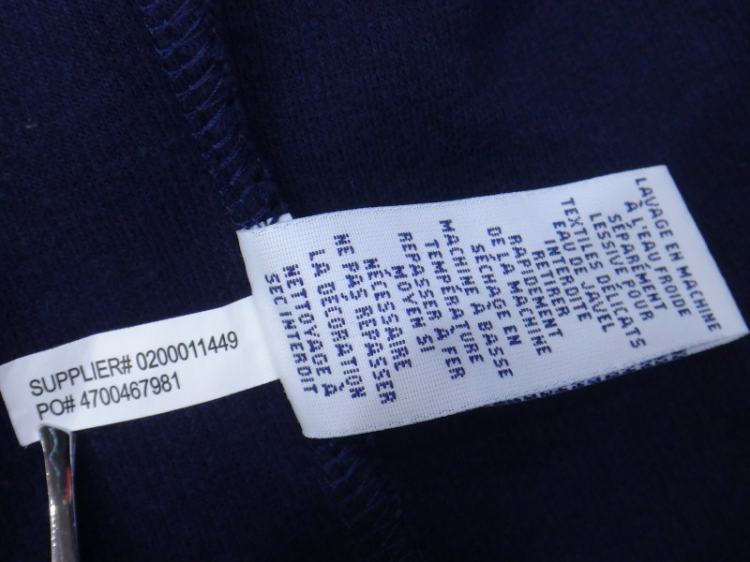 LAVAGE EN MACHINE
À L'EAU FROIDE
SÉPARÉMENT
LESSIVE POUR
TEXTILES DÉLICATS
EAU DE JAVEL
INTERDITE
RETIRER
RAPIDEMENT
DE LA MACHINE
SÉCHAGE EN
MACHINE À BASSE
TEMPÉRATURE
REPASSER À FER
MOYEN SI
NÉCESSAIRE
NE PAS REPASSER
LA DÉCORATION
NETTOYAGE À
SEC INTERDIT
SUPPLIER# 0200011449
PO# 4700467981